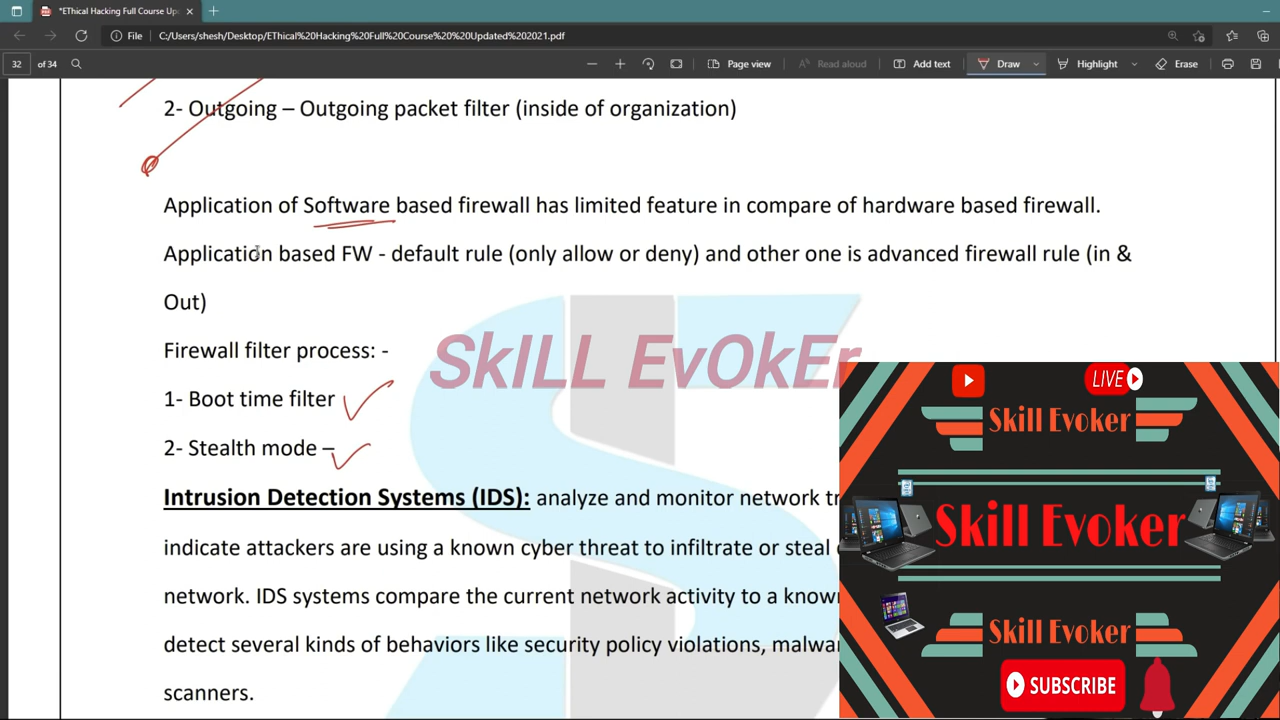 *EThical Hacking Full Course Upd
File
C:/Users/shesh/Desktop/EThical%20Hacking%20Full%20Course%20%20Updated%202021.pdf
32 of 34
Page view
Read aloud
Add text
Draw
Highlight
Erase
2- Outgoing – Outgoing packet filter (inside of organization)
Application of Software based firewall has limited feature in compare of hardware based firewall.
Application based FW - default rule (only allow or deny) and other one is advanced firewall rule (in &
Out)
Firewall filter process: -
SkILL EvOkEr
1- Boot time filter
2- Stealth mode –
Intrusion Detection Systems (IDS): analyze and monitor network tr
indicate attackers are using a known cyber threat to infiltrate or steal
network. IDS systems compare the current network activity to a known
detect several kinds of behaviors like security policy violations, malwa
scanners.
LIVE
Skill Evoker
Skill Evoker
Skill Evoker
SUBSCRIBE